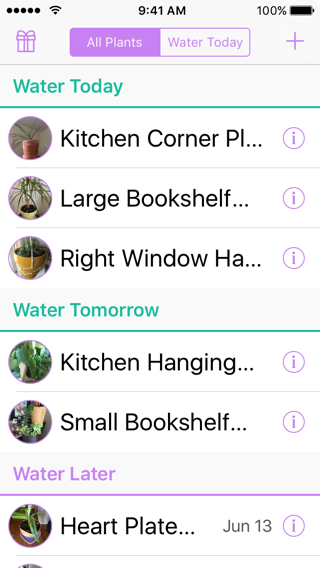 9:41 AM 100%
All Plants Water Today
Water Today
Kitchen Corner Pl...
Large Bookshelf...
Right Window Ha...
Water Tomorrow
Kitchen Hanging...
Small Bookshelf...
Water Later
Heart Plate... Jun 13